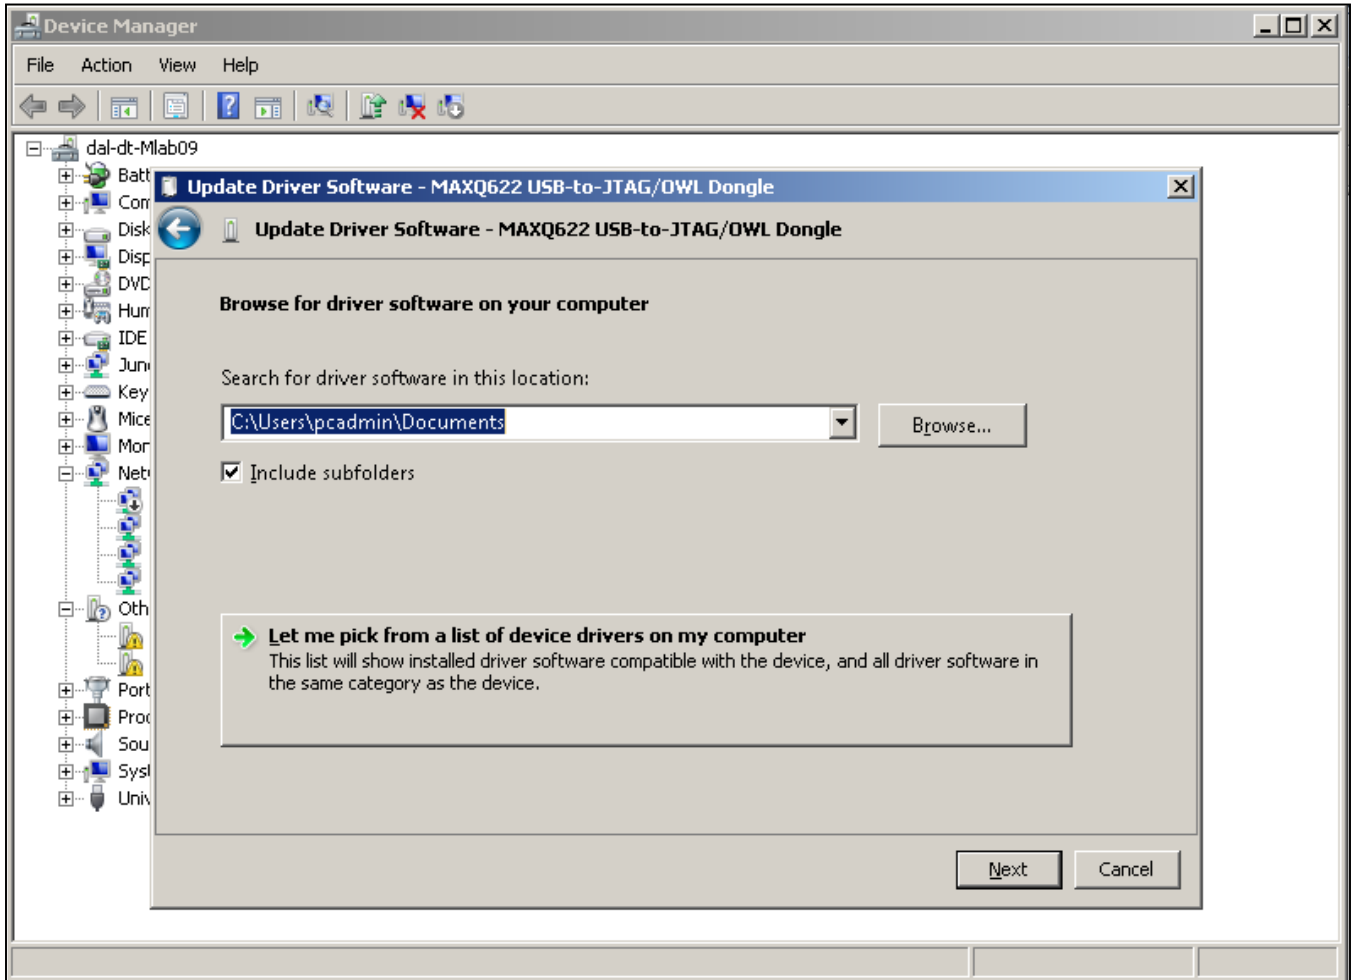 Device Manager
File Action View Help
dal-dt-Mlab09
Batt
Com
Disk
Disp
DVD
Hum
IDE
Key
Mice
Mon
Oth
Port
Proc
Sou
Syst
Univ
Update Driver Software - MAXQ622 USB-to-JTAG/OWL Dongle
Update Driver Software - MAXQ622 USB-to-JTAG/OWL Dongle
Browse for driver software on your computer
Search for driver software in this location:
C:\Users\pcadmin\Documents
Browse...
Include subfolders
Let me pick from a list of device drivers on my computer
This list will show installed driver software compatible with the device, and all driver software in
the same category as the device.
Next Cancel